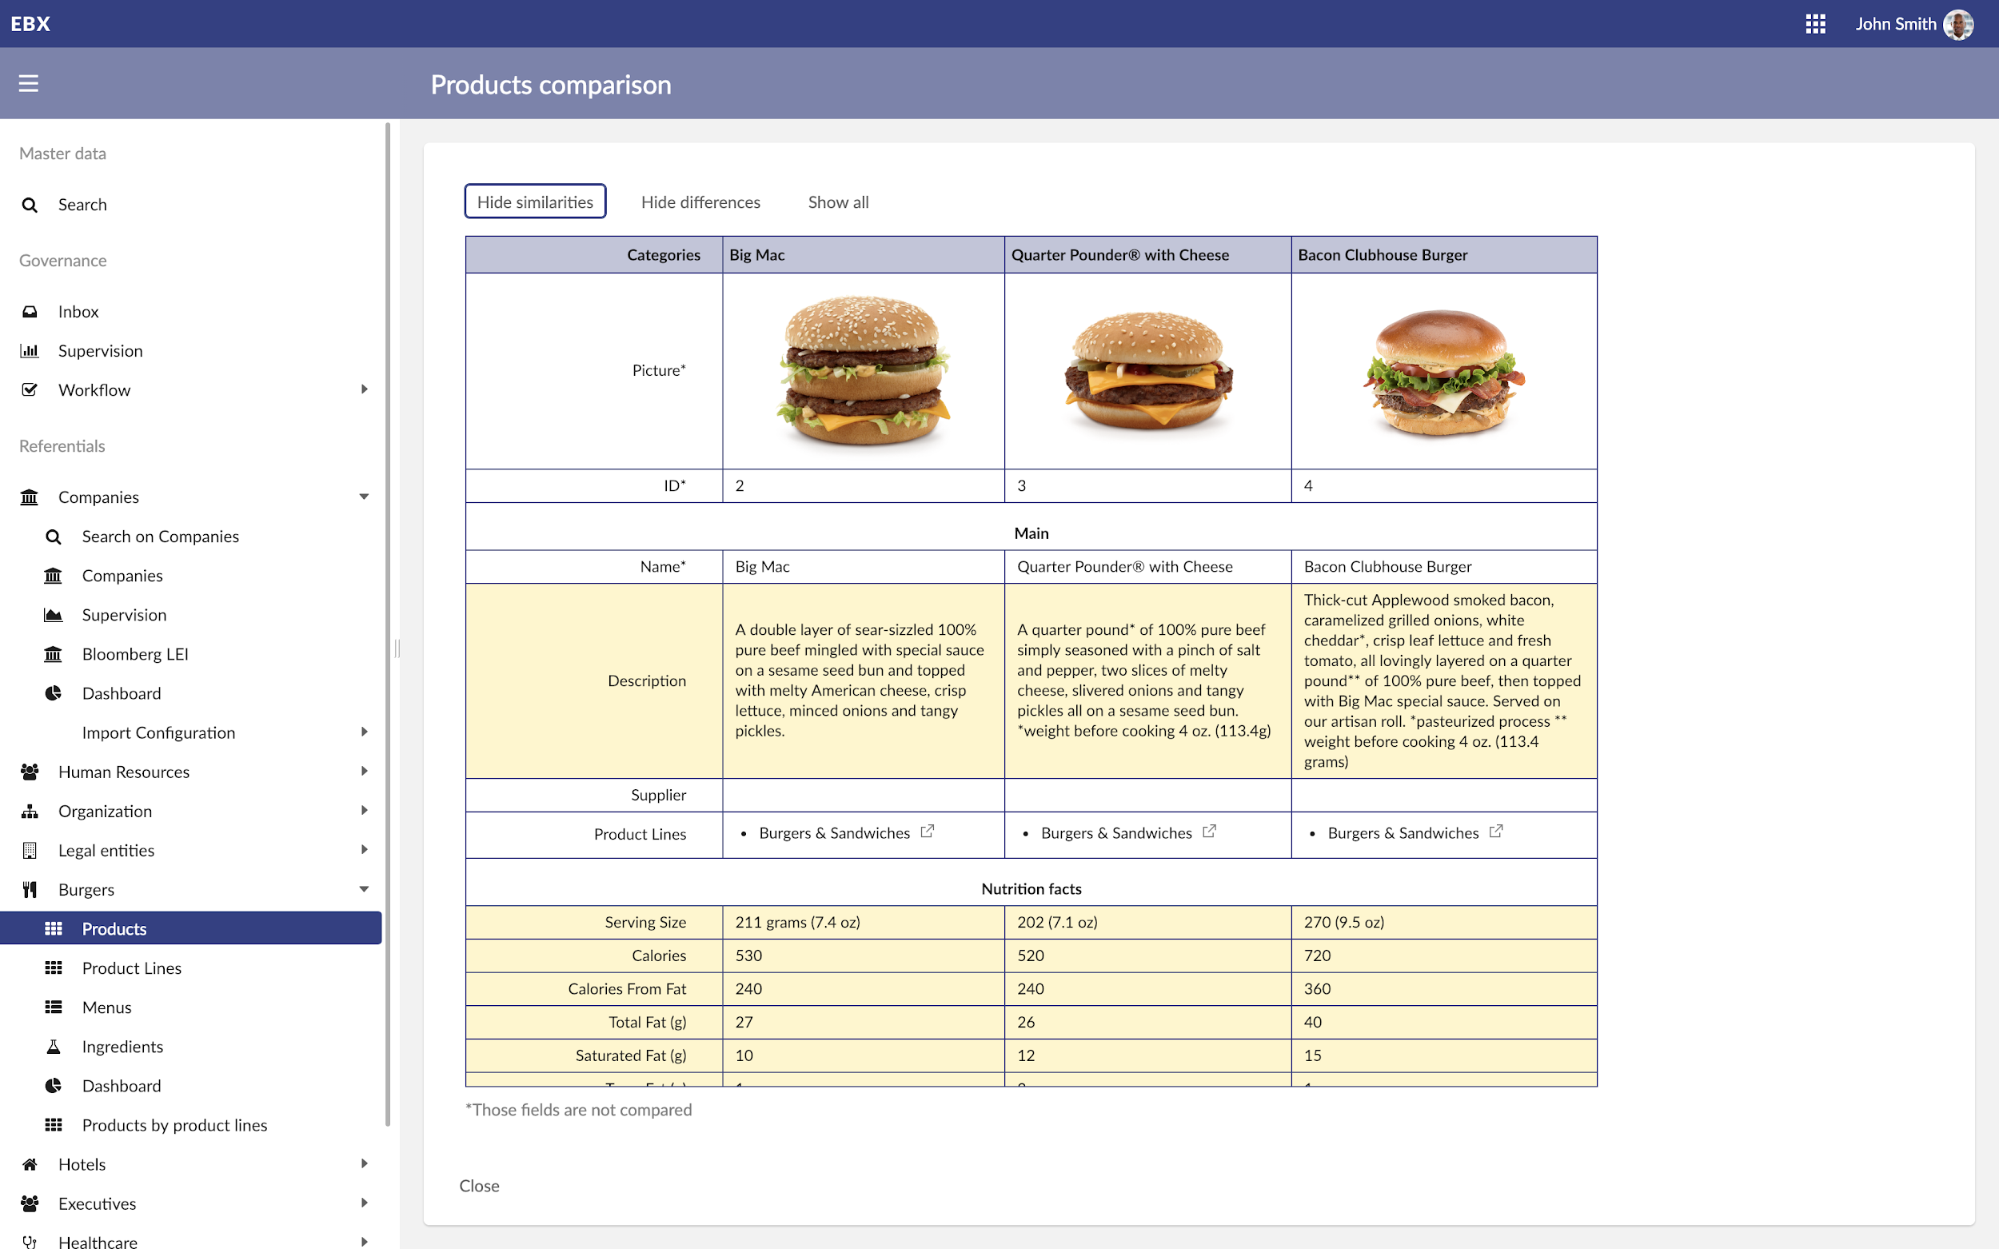 EBX
John Smith
Products comparison
Master data
Search
Governance
Inbox
Supervision
Workflow
Referentials
Companies
Search on Companies
Companies
Supervision
Bloomberg LEI
Dashboard
Import Configuration
Human Resources
Organization
Legal entities
Burgers
Products
Product Lines
Menus
Ingredients
Dashboard
Products by product lines
Hotels
Executives
Healthcare
Hide similarities Hide differences Show all
Categories Big Mac Quarter Pounder® with Cheese Bacon Clubhouse Burger
Picture*
ID* 2 3 4
Main
Name* Big Mac Quarter Pounder® with Cheese Bacon Clubhouse Burger
Description
A double layer of sear-sizzled 100%
pure beef mingled with special sauce
on a sesame seed bun and topped
with melty American cheese, crisp
lettuce, minced onions and tangy
pickles.
A quarter pound* of 100% pure beef
simply seasoned with a pinch of salt
and pepper, two slices of melty
cheese, slivered onions and tangy
pickles all on a sesame seed bun.
*weight before cooking 4 oz. (113.4g)
Thick-cut Applewood smoked bacon,
caramelized grilled onions, white
cheddar*, crisp leaf lettuce and fresh
tomato, all lovingly layered on a quarter
pound** of 100% pure beef, then topped
with Big Mac special sauce. Served on
our artisan roll. *pasteurized process **
weight before cooking 4 oz. (113.4
grams)
Supplier
Product Lines • Burgers & Sandwiches • Burgers & Sandwiches • Burgers & Sandwiches
Nutrition facts
Serving Size 211 grams (7.4 oz) 202 (7.1 oz) 270 (9.5 oz)
Calories 530 520 720
Calories From Fat 240 240 360
Total Fat (g) 27 26 40
Saturated Fat (g) 10 12 15
*Those fields are not compared
Close